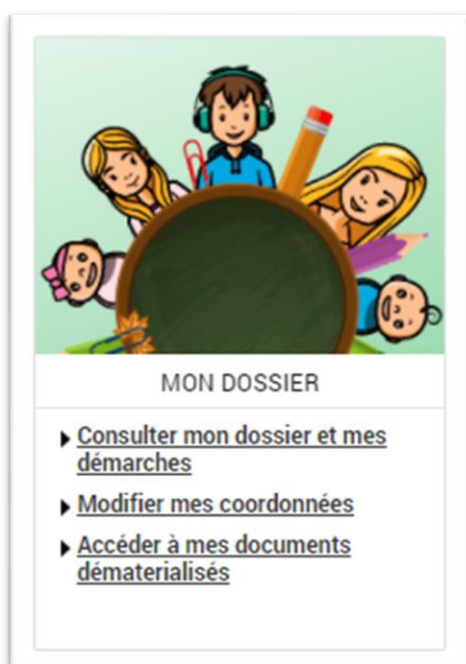 MON DOSSIER
Consulter mon dossier et mes
démarches
Modifier mes coordonnées
Accéder à mes documents
dématerialisés